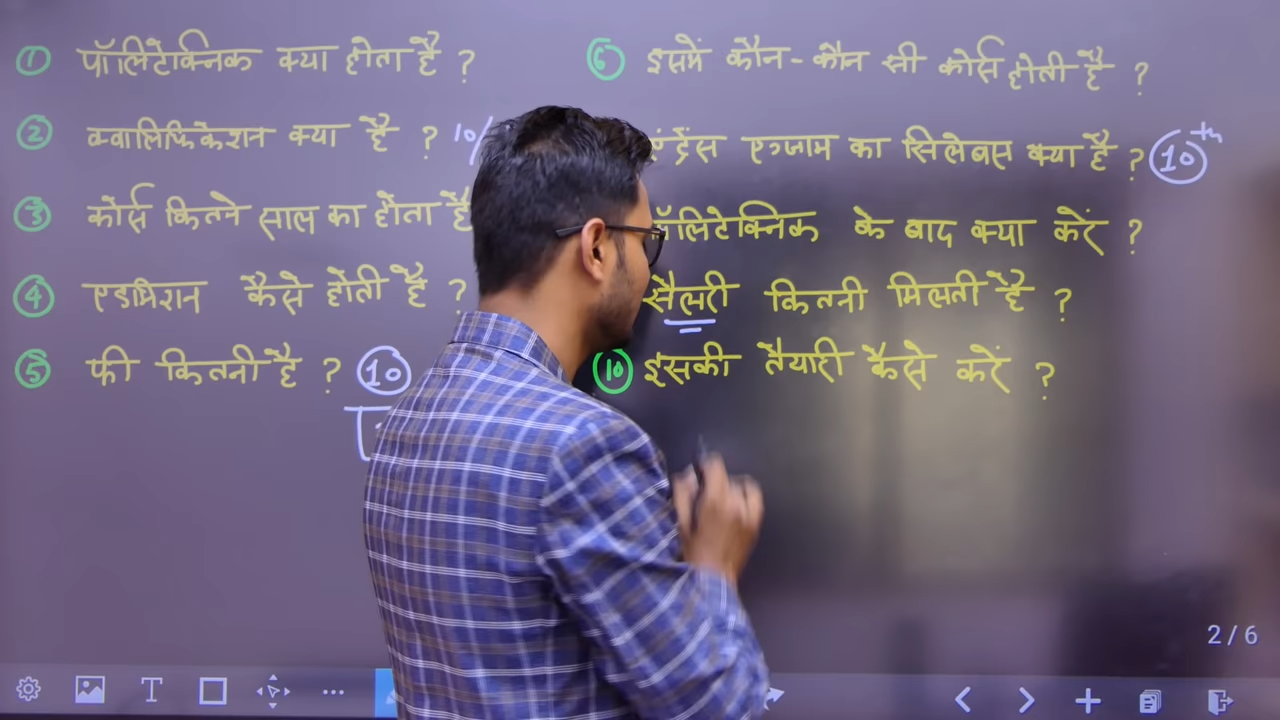 ① पॉलिटेक्निक क्या होता है ?
② क्वालिफिकेशन क्या है ? 10/
③ कोर्स कितने साल का होता है
④ एडमिशन कैसे होती है ?
⑤ फी कितनी है ? 10
⑥ इसमें कौन-कौन सी कोर्स होती है ?
एंट्रेंस एग्जाम का सिलेबस क्या है ? 10th
पॉलिटेक्निक के बाद क्या करें ?
सैलरी कितनी मिलती है ?
⑩ इसकी तैयारी कैसे करें ?
2/6
T